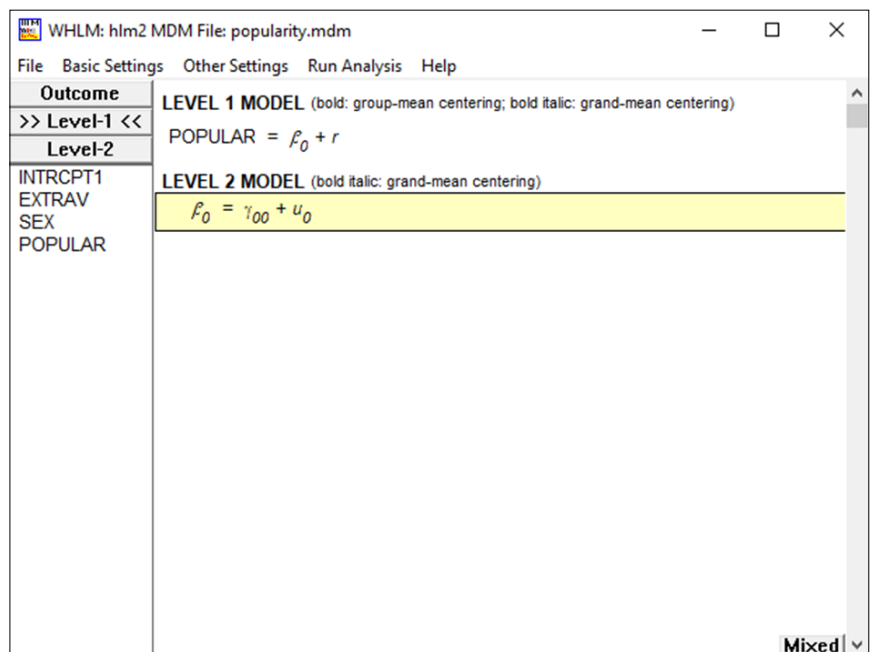 WHLM: hlm2 MDM File: popularity.mdm
File Basic Settings Other Settings Run Analysis Help
Outcome
>> Level-1 <<
Level-2
INTRCPT1
EXTRAV
SEX
POPULAR
LEVEL 1 MODEL (bold: group-mean centering; bold italic: grand-mean centering)
POPULAR = β0 + r
LEVEL 2 MODEL (bold italic: grand-mean centering)
β0 = γ00 + u0
Mixed